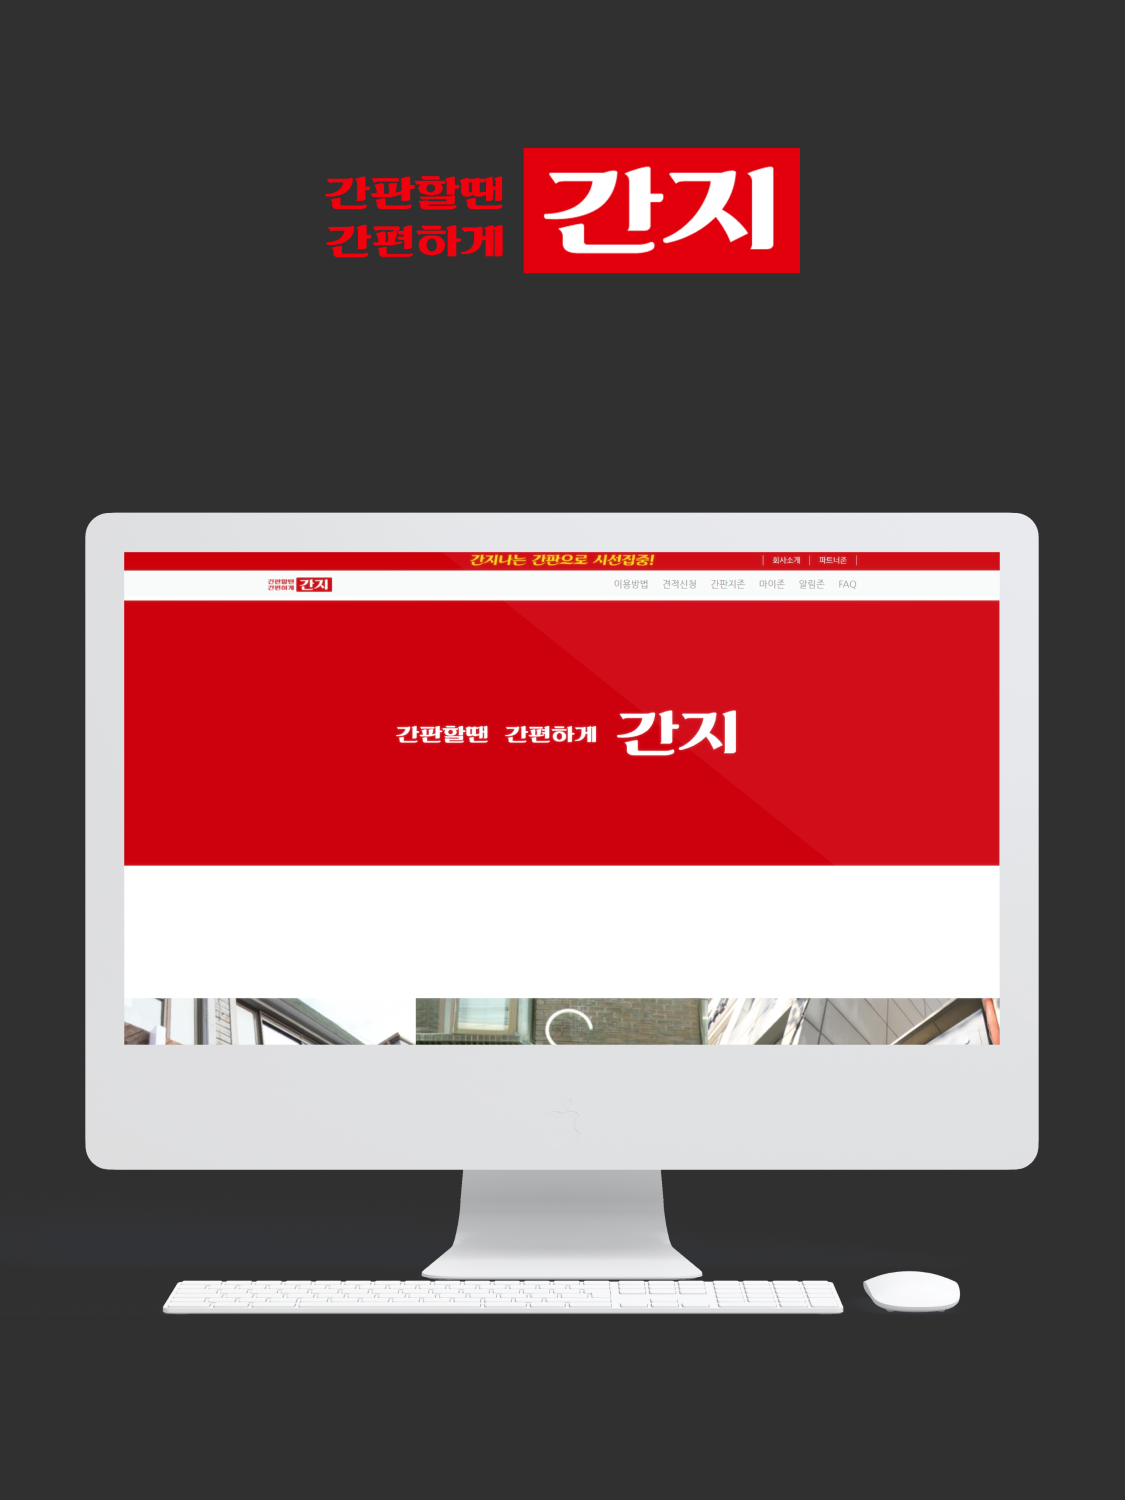 간판할땐
간편하게
간지
간지나는 간판으로 시선집중!
회사소개 파트너존
간판할땐
간편하게
간지
이용방법 견적신청 간판지존 마이존 알림존 FAQ
간판할땐 간편하게 간지